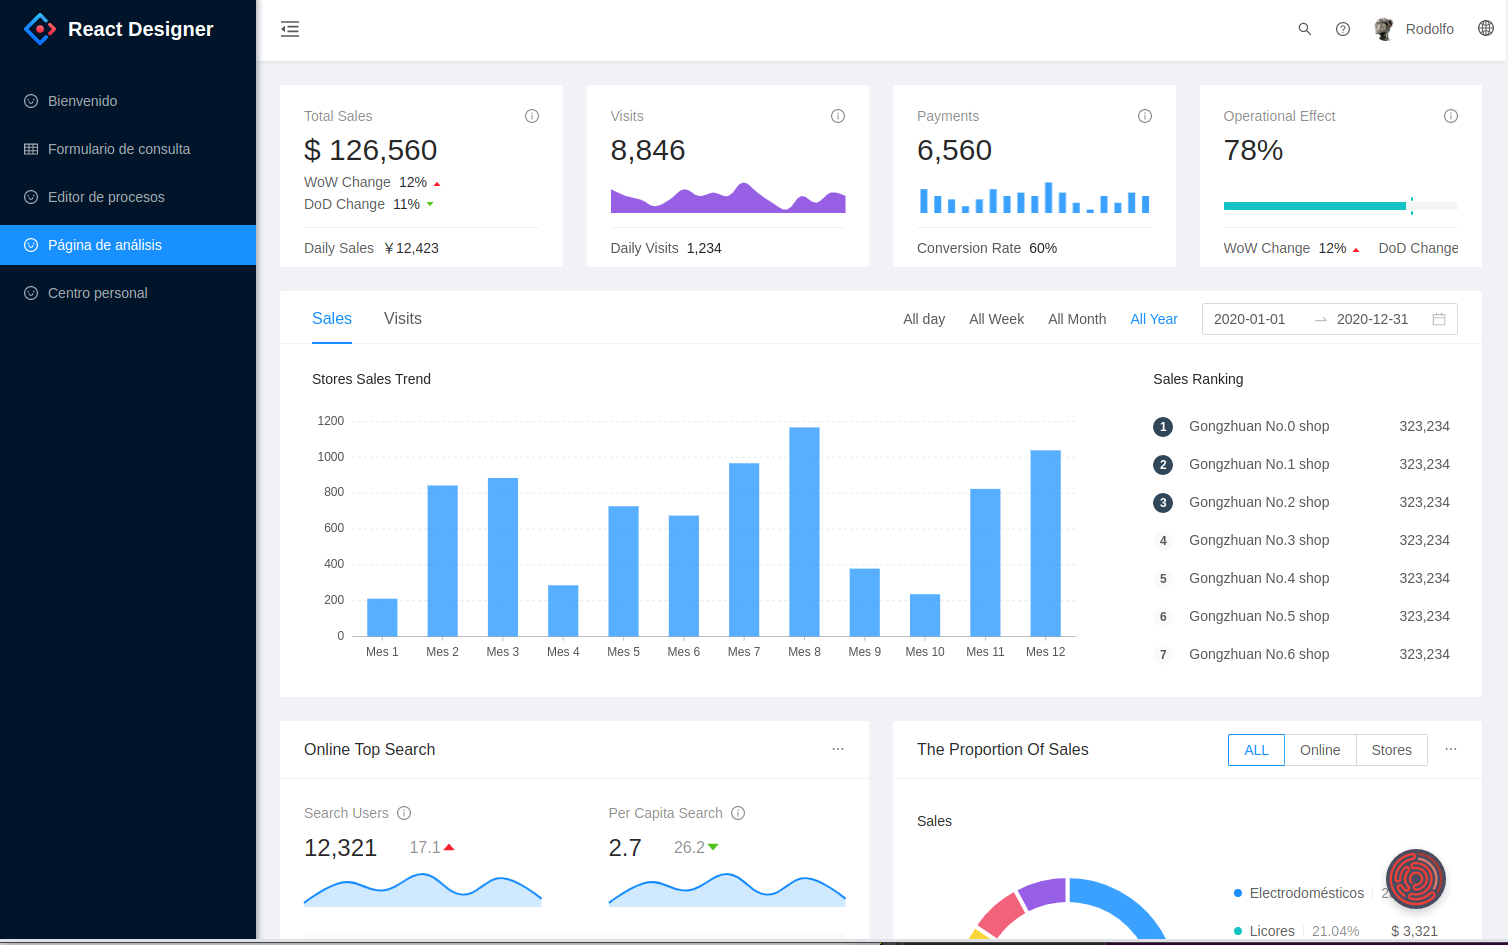 React Designer
Rodolfo
Bienvenido
Formulario de consulta
Editor de procesos
Página de análisis
Centro personal
Total Sales
$ 126,560
WoW Change 12%
DoD Change 11%
Daily Sales ￥12,423
Visits
8,846
Daily Visits 1,234
Payments
6,560
Conversion Rate 60%
Operational Effect
78%
WoW Change 12% DoD Change
Sales Visits
All day All Week All Month All Year 2020-01-01 2020-12-31
Stores Sales Trend
1200
1000
800
600
400
200
0
Mes 1 Mes 2 Mes 3 Mes 4 Mes 5 Mes 6 Mes 7 Mes 8 Mes 9 Mes 10 Mes 11 Mes 12
Sales Ranking
1 Gongzhuan No.0 shop 323,234
2 Gongzhuan No.1 shop 323,234
3 Gongzhuan No.2 shop 323,234
4 Gongzhuan No.3 shop 323,234
5 Gongzhuan No.4 shop 323,234
6 Gongzhuan No.5 shop 323,234
7 Gongzhuan No.6 shop 323,234
Online Top Search
Search Users
12,321 17.1
Per Capita Search
2.7 26.2
The Proportion Of Sales
ALL Online Stores
Sales
Electrodomésticos
Licores 21.04% $ 3,321